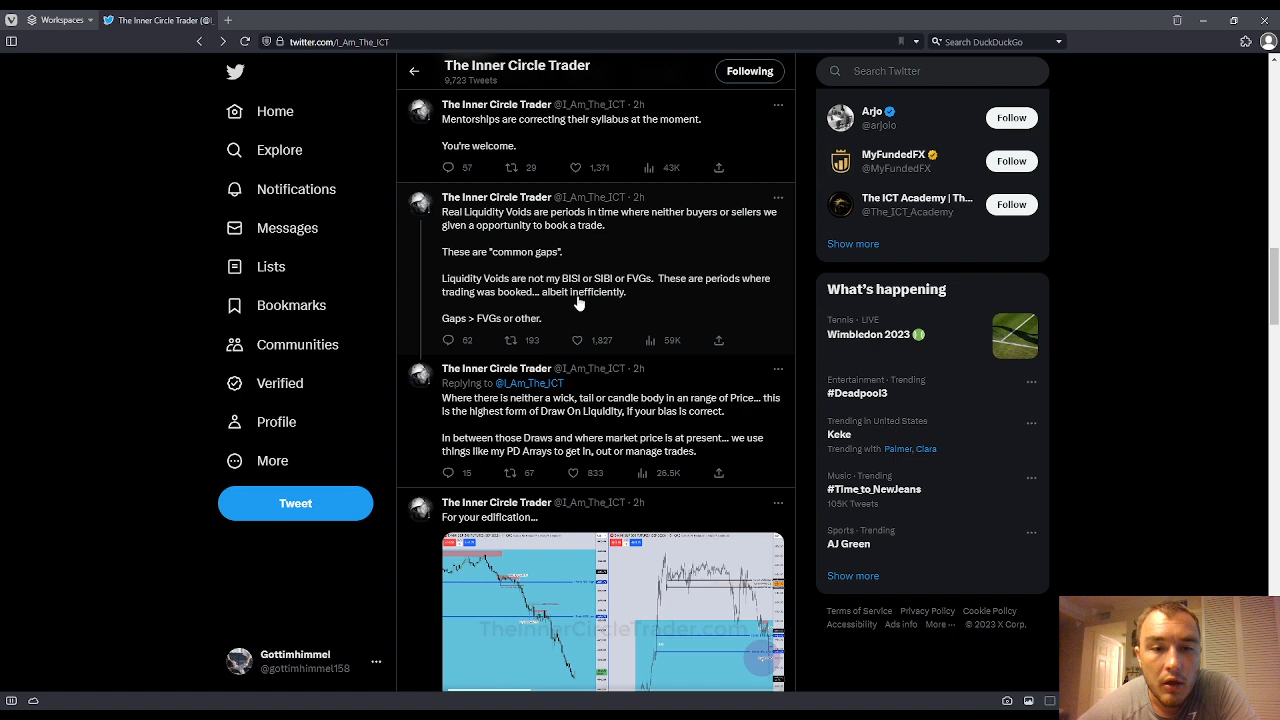 Workspaces
The Inner Circle Trader (@I_
twitter.com/I_Am_The_ICT
Search DuckDuckGo
The Inner Circle Trader
9,723 Tweets
Following
Search Twitter
Home
Explore
Notifications
Messages
Lists
Bookmarks
Communities
Verified
Profile
More
Tweet
Gottimhimmel
@gottimhimmel158
The Inner Circle Trader @I_Am_The_ICT · 2h
Mentorships are correcting their syllabus at the moment.
You're welcome.
57 29 1,371 43K
The Inner Circle Trader @I_Am_The_ICT · 2h
Real Liquidity Voids are periods in time where neither buyers or sellers we
given a opportunity to book a trade.
These are "common gaps".
Liquidity Voids are not my BISI or SIBI or FVGs. These are periods where
trading was booked... albeit inefficiently.
Gaps > FVGs or other.
62 193 1,827 59K
The Inner Circle Trader @I_Am_The_ICT · 2h
Replying to @I_Am_The_ICT
Where there is neither a wick, tail or candle body in an range of Price... this
is the highest form of Draw On Liquidity, if your bias is correct.
In between those Draws and where market price is at present... we use
things like my PD Arrays to get in, out or manage trades.
15 67 833 26.5K
The Inner Circle Trader @I_Am_The_ICT · 2h
For your edification...
TheInnerCircleTrader.com
Arjo
@arjoio
Follow
MyFundedFX
@MyFundedFX
Follow
The ICT Academy | Th...
@The_ICT_Academy
Follow
Show more
What's happening
Tennis · LIVE
Wimbledon 2023
Entertainment · Trending
#Deadpool3
Trending in United States
Keke
Trending with Palmer, Clara
Music · Trending
#Time_to_NewJeans
105K Tweets
Sports · Trending
AJ Green
Show more
Terms of Service Privacy Policy Cookie Policy
Accessibility Ads info More ··· © 2023 X Corp.